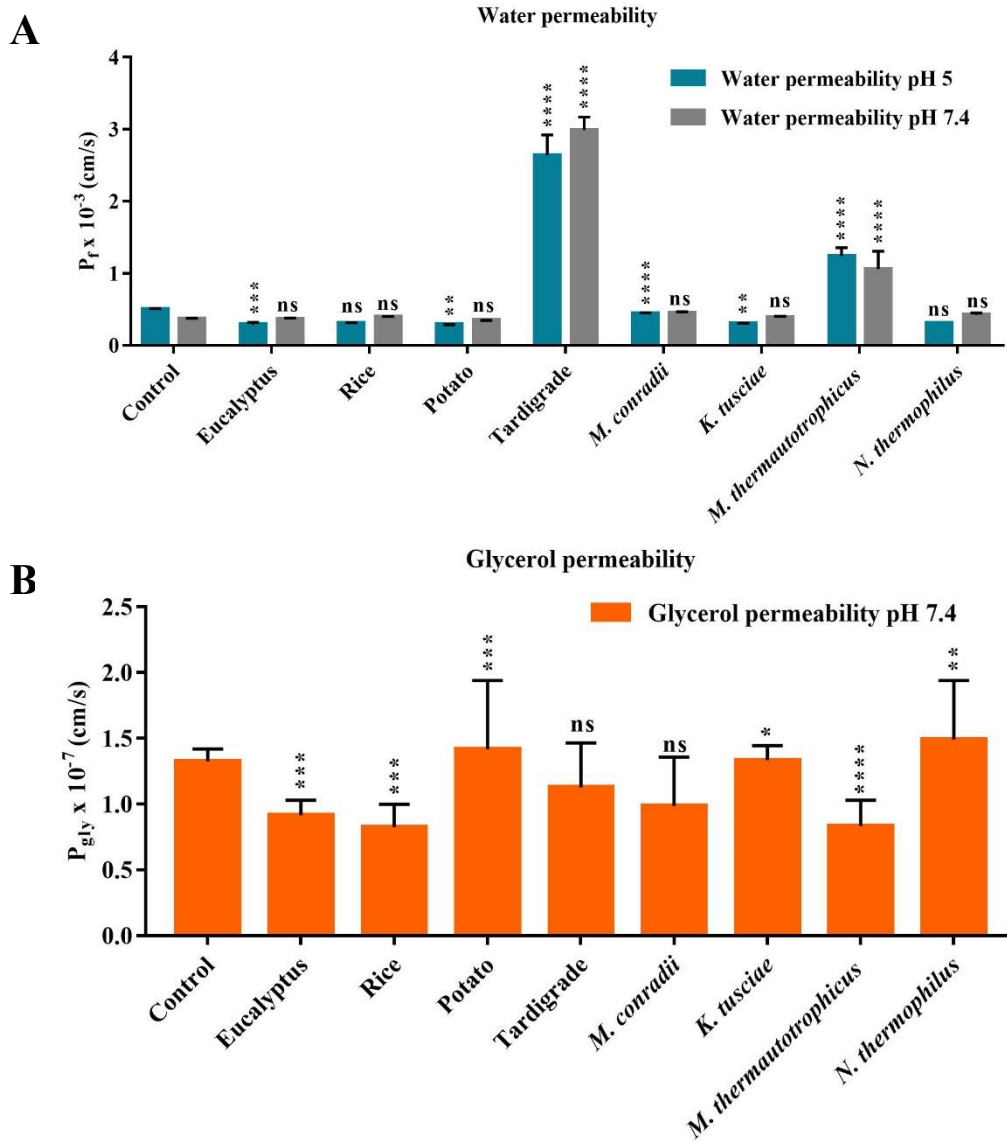 A
Water permeability
Water permeability pH 5
Water permeability pH 7.4
P_f x 10^-3 (cm/s)
4
3
2
1
0
***
ns
ns
ns
**
ns
****
****
****
ns
**
ns
****
****
ns
ns
Control
Eucalyptus
Rice
Potato
Tardigrade
M. conradii
K. tusciae
M. thermautotrophicus
N. thermophilus
B
Glycerol permeability
Glycerol permeability pH 7.4
P_gly x 10^-7 (cm/s)
2.5
2.0
1.5
1.0
0.5
0.0
***
***
***
ns
ns
*
****
**
Control
Eucalyptus
Rice
Potato
Tardigrade
M. conradii
K. tusciae
M. thermautotrophicus
N. thermophilus